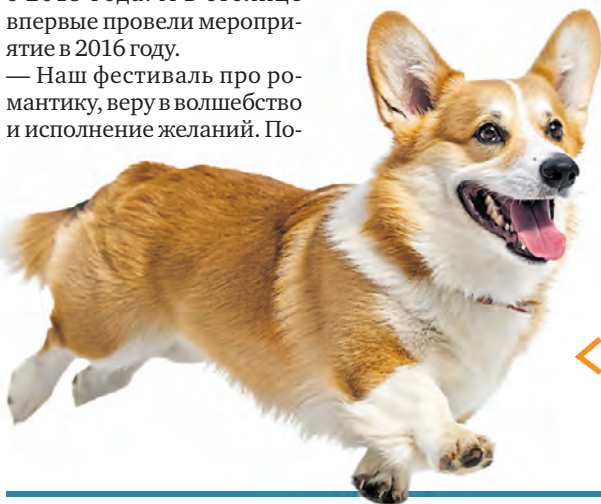 впервые провели меропри-
ятие в 2016 году.
— Наш фестиваль про ро-
мантику, веру в волшебство
и исполнение желаний. По-